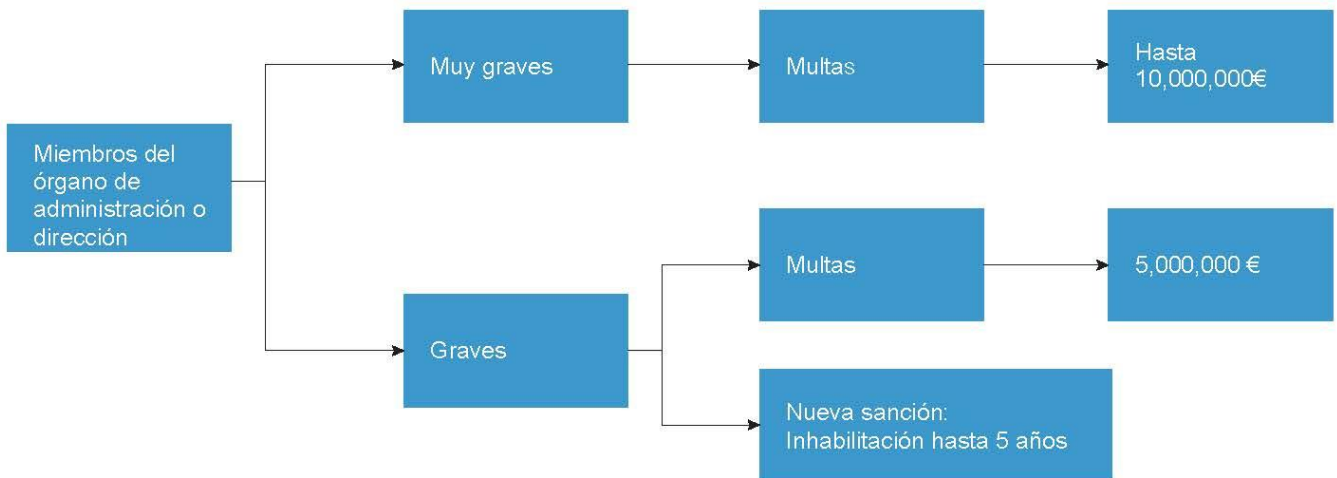 Miembros del
órgano de
administración o
dirección
Muy graves
Multas
Hasta
10,000,000€
Graves
Multas
5,000,000 €
Nueva sanción:
Inhabilitación hasta 5 años